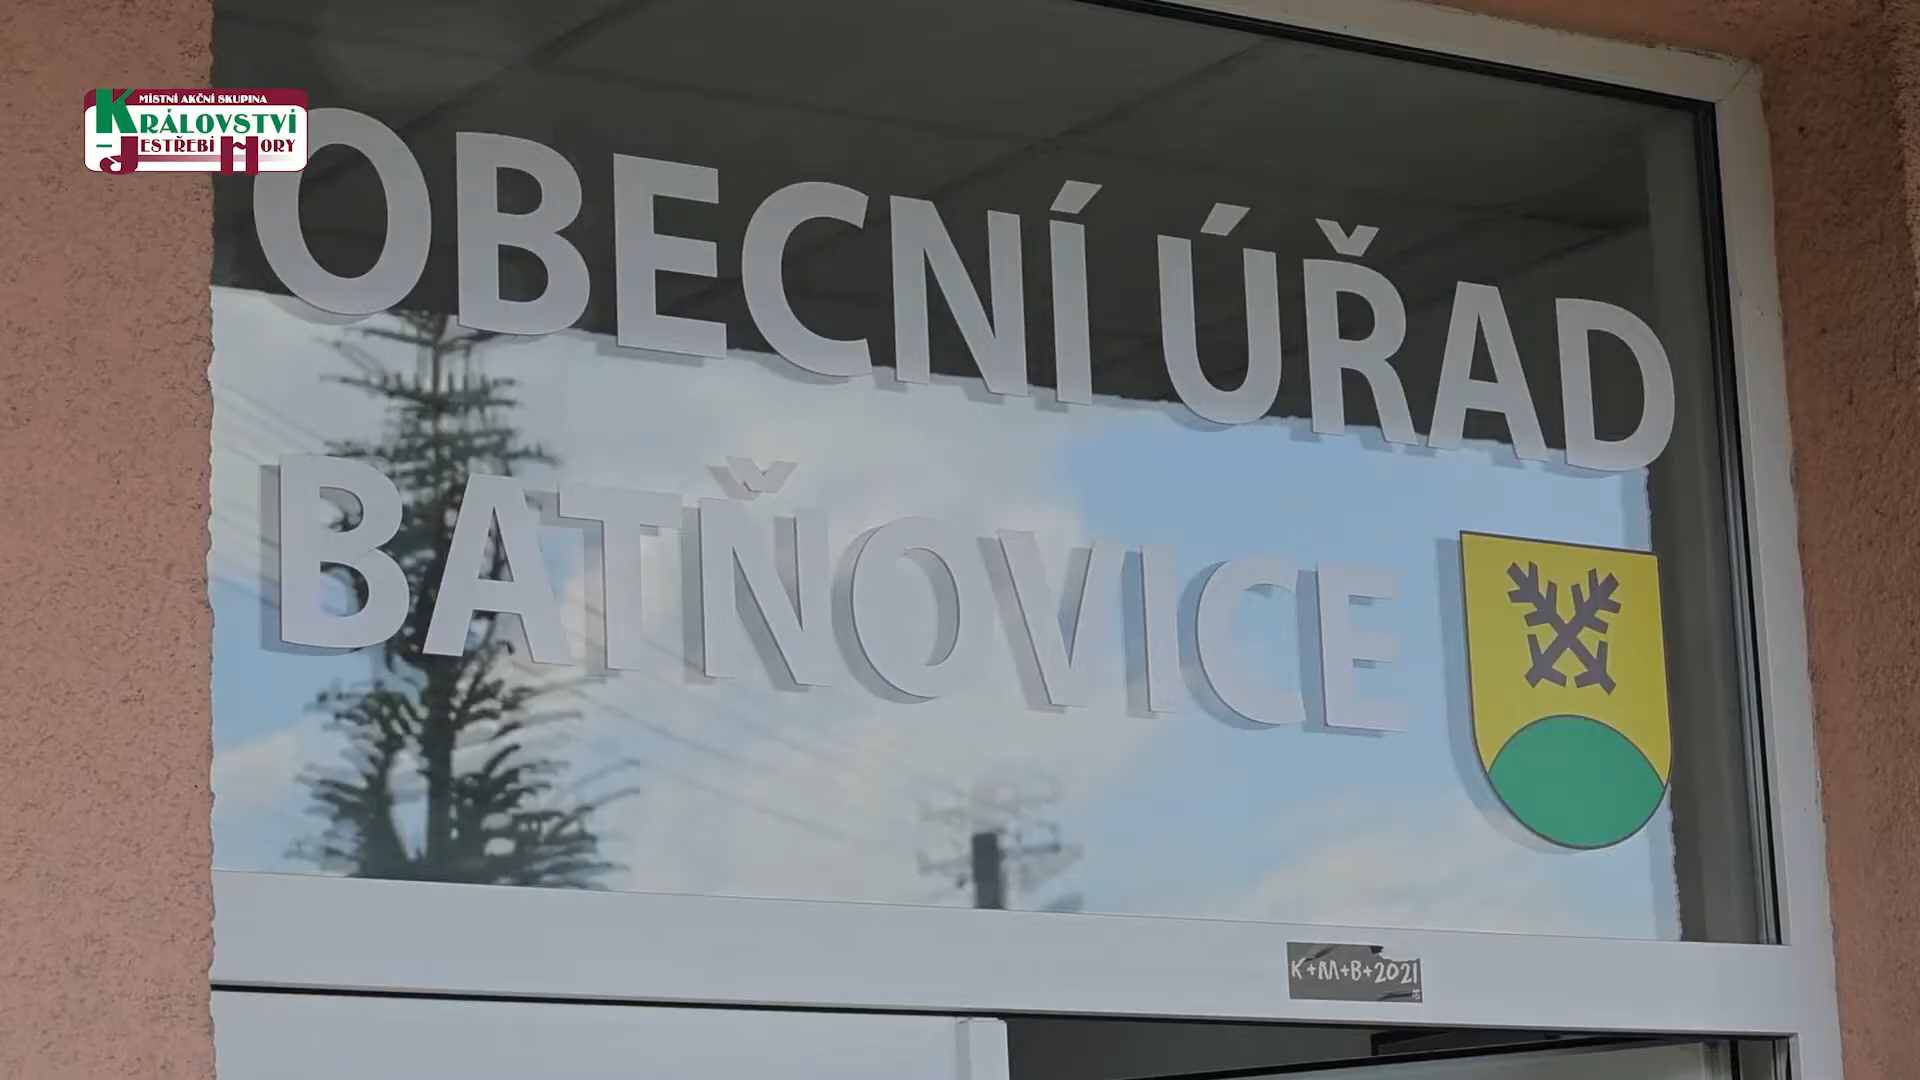 MÍSTNÍ AKČNÍ SKUPINA
KRÁLOVSTVÍ
- JESTŘEBÍ HORY
OBECNÍ ÚŘAD
BATŇOVICE
K+M+B+2021